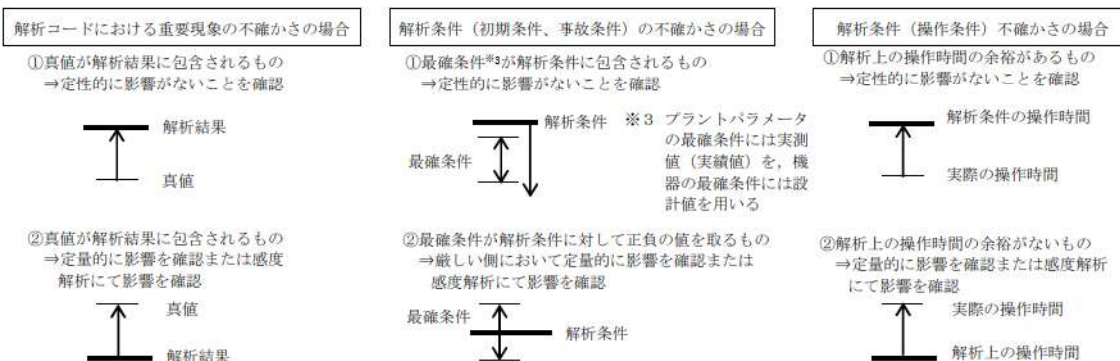 解析コードにおける重要現象の不確かさの場合
①真値が解析結果に包含されるもの
⇒定性的に影響がないことを確認
解析結果
真値
②真値が解析結果に包含されるもの
⇒定量的に影響を確認または感度
解析にて影響を確認
真値
解析結果
解析条件（初期条件、事故条件）の不確かさの場合
①最確条件※3が解析条件に包含されるもの
⇒定性的に影響がないことを確認
解析条件
最確条件
※３ プラントパラメータ
の最確条件には実測
値（実績値）を，機
器の最確条件には設
計値を用いる
②最確条件が解析条件に対して正負の値を取るもの
⇒厳しい側において定量的に影響を確認または
感度解析にて影響を確認
最確条件
解析条件
解析条件（操作条件）不確かさの場合
①解析上の操作時間の余裕があるもの
⇒定性的に影響がないことを確認
解析条件の操作時間
実際の操作時間
②解析上の操作時間の余裕がないもの
⇒定量的に影響を確認または感度解析
にて影響を確認
実際の操作時間
解析上の操作時間